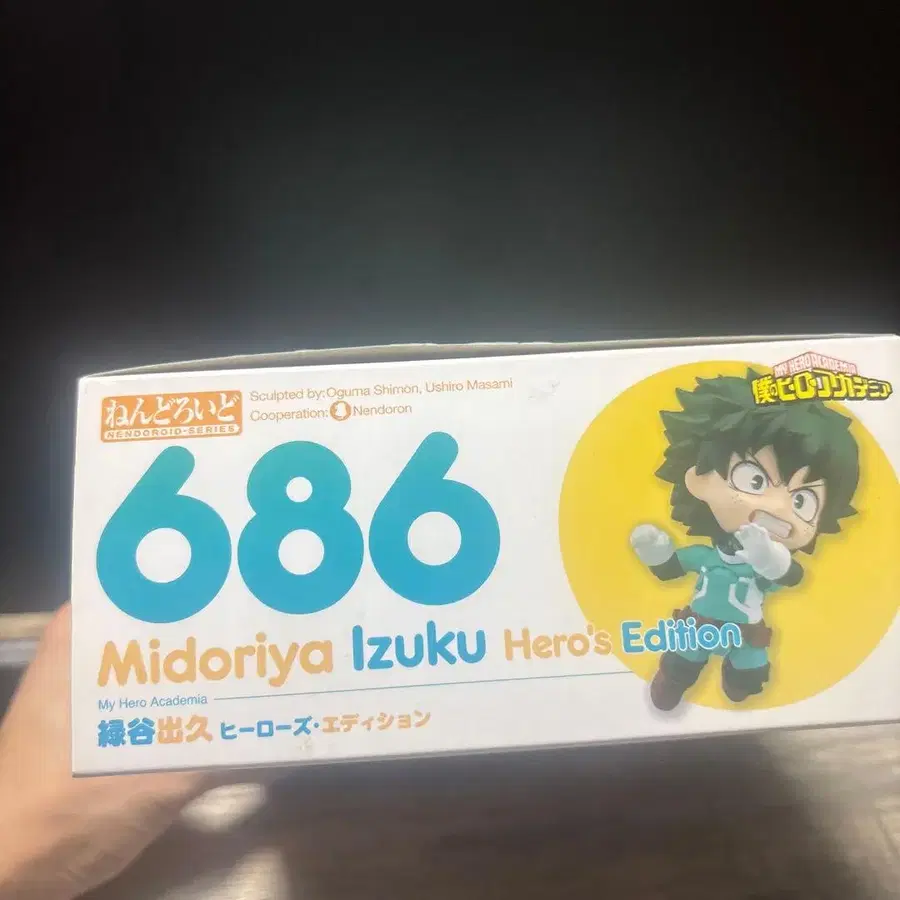 ねんどろいど
NENDOROID-SERIES
Sculpted by:Oguma Shimon, Ushiro Masami
Cooperation: Nendoron
MY HERO ACADEMIA
僕のヒーローアカデミア
686
Midoriya Izuku Hero's Edition
My Hero Academia
緑谷出久 ヒーローズ・エディション